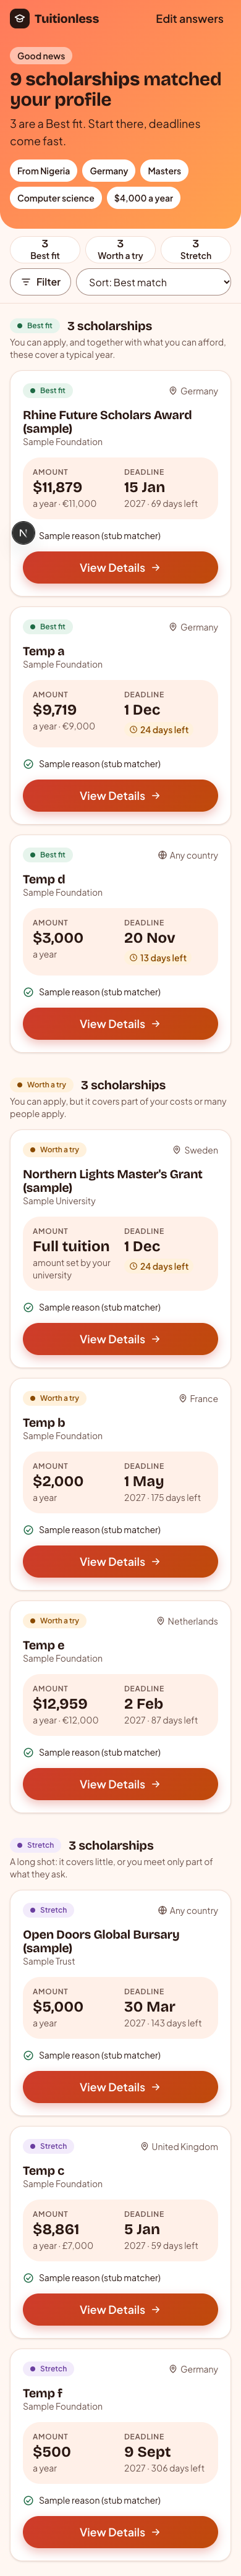 Tuitionless
Edit answers
Good news
9 scholarships matched
your profile
3 are a Best fit. Start there, deadlines
come fast.
From Nigeria
Germany
Masters
Computer science
$4,000 a year
3
Best fit
3
Worth a try
3
Stretch
Filter
Sort: Best match
Best fit
3 scholarships
You can apply, and together with what you can afford,
these cover a typical year.
Best fit
Germany
Rhine Future Scholars Award
(sample)
Sample Foundation
AMOUNT
$11,879
a year · €11,000
DEADLINE
15 Jan
2027 · 69 days left
N
Sample reason (stub matcher)
View Details →
Best fit
Germany
Temp a
Sample Foundation
AMOUNT
$9,719
a year · €9,000
DEADLINE
1 Dec
24 days left
Sample reason (stub matcher)
View Details →
Best fit
Any country
Temp d
Sample Foundation
AMOUNT
$3,000
a year
DEADLINE
20 Nov
13 days left
Sample reason (stub matcher)
View Details →
Worth a try
3 scholarships
You can apply, but it covers part of your costs or many
people apply.
Worth a try
Sweden
Northern Lights Master's Grant
(sample)
Sample University
AMOUNT
Full tuition
amount set by your
university
DEADLINE
1 Dec
24 days left
Sample reason (stub matcher)
View Details →
Worth a try
France
Temp b
Sample Foundation
AMOUNT
$2,000
a year
DEADLINE
1 May
2027 · 175 days left
Sample reason (stub matcher)
View Details →
Worth a try
Netherlands
Temp e
Sample Foundation
AMOUNT
$12,959
a year · €12,000
DEADLINE
2 Feb
2027 · 87 days left
Sample reason (stub matcher)
View Details →
Stretch
3 scholarships
A long shot: it covers little, or you meet only part of
what they ask.
Stretch
Any country
Open Doors Global Bursary
(sample)
Sample Trust
AMOUNT
$5,000
a year
DEADLINE
30 Mar
2027 · 143 days left
Sample reason (stub matcher)
View Details →
Stretch
United Kingdom
Temp c
Sample Foundation
AMOUNT
$8,861
a year · £7,000
DEADLINE
5 Jan
2027 · 59 days left
Sample reason (stub matcher)
View Details →
Stretch
Germany
Temp f
Sample Foundation
AMOUNT
$500
a year
DEADLINE
9 Sept
2027 · 306 days left
Sample reason (stub matcher)
View Details →